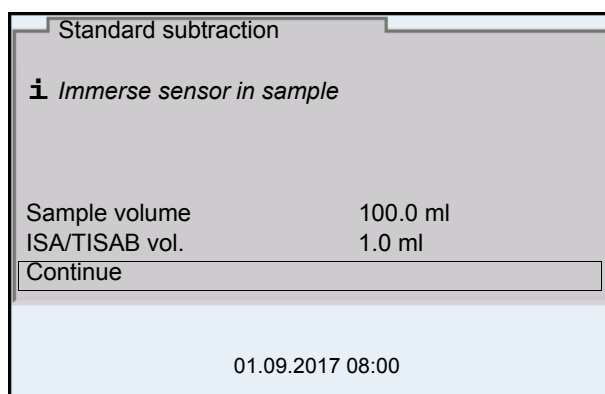 Standard subtraction
i Immerse sensor in sample
Sample volume 100.0 ml
ISA/TISAB vol. 1.0 ml
Continue
01.09.2017 08:00